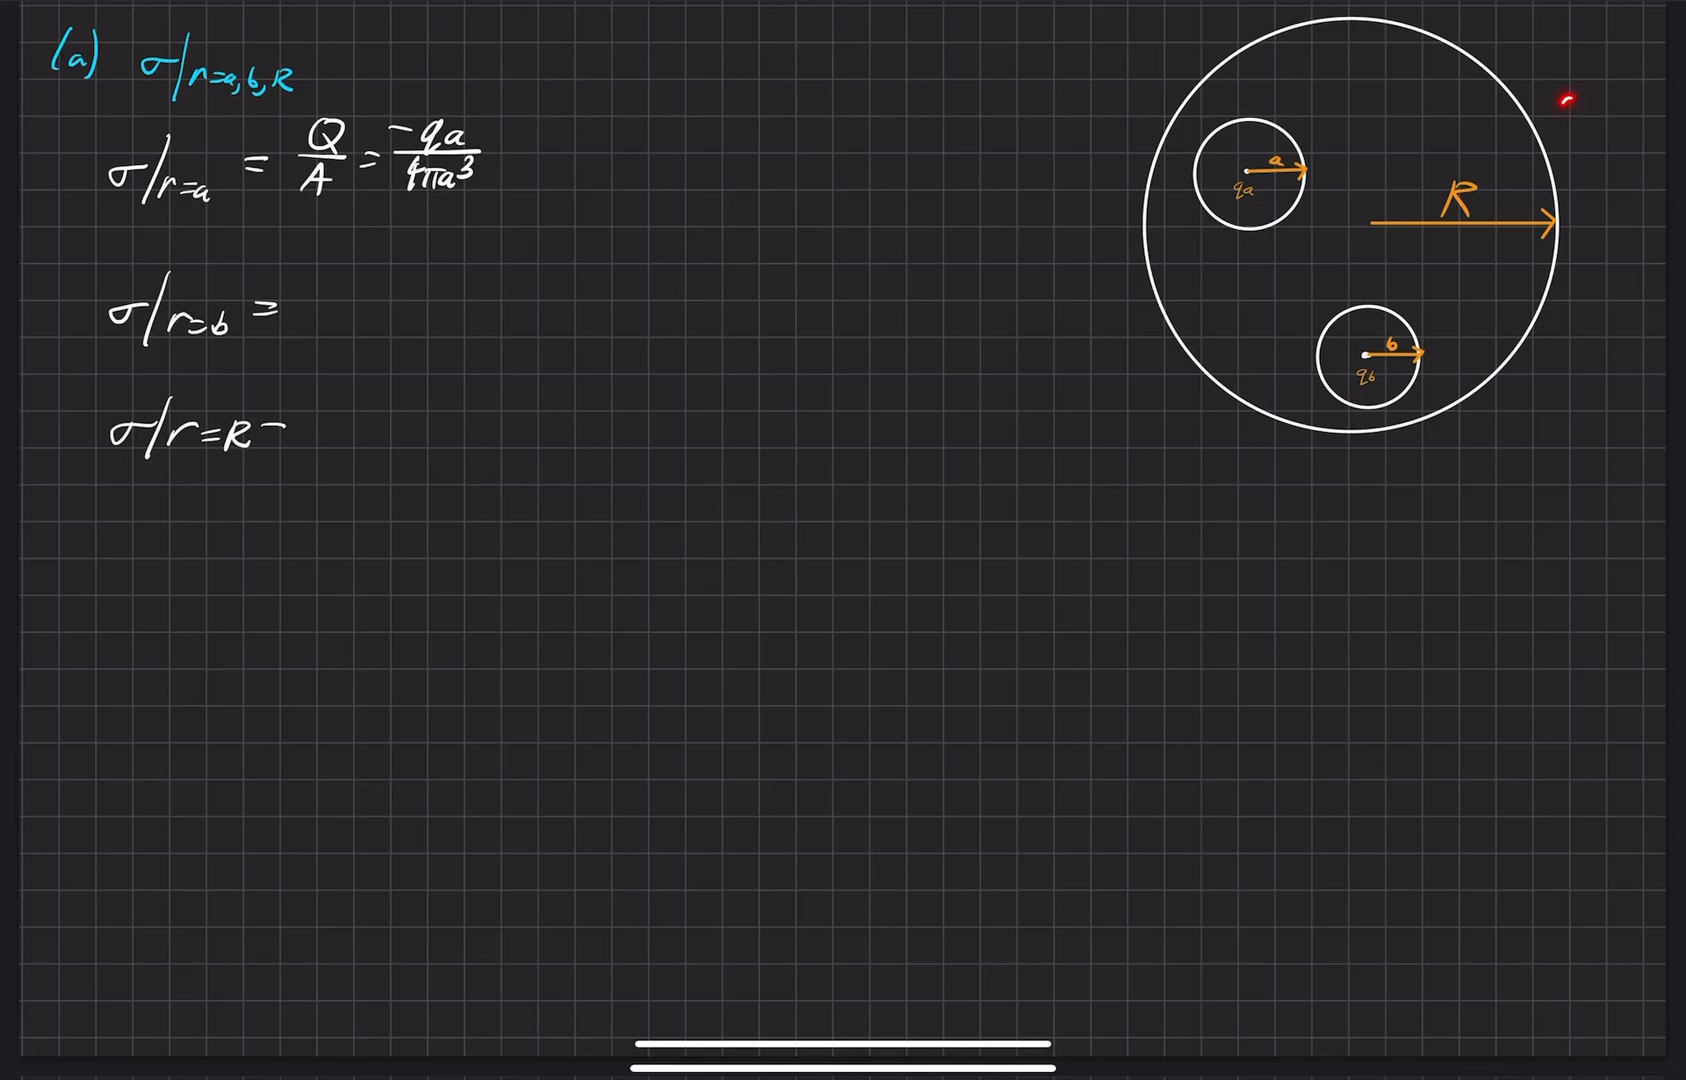 (a) σ|r=a,b,R
σ|r=a = Q/A = -qa/4πa³
σ|r=b =
σ|r=R -
a
qa
R
b
qb